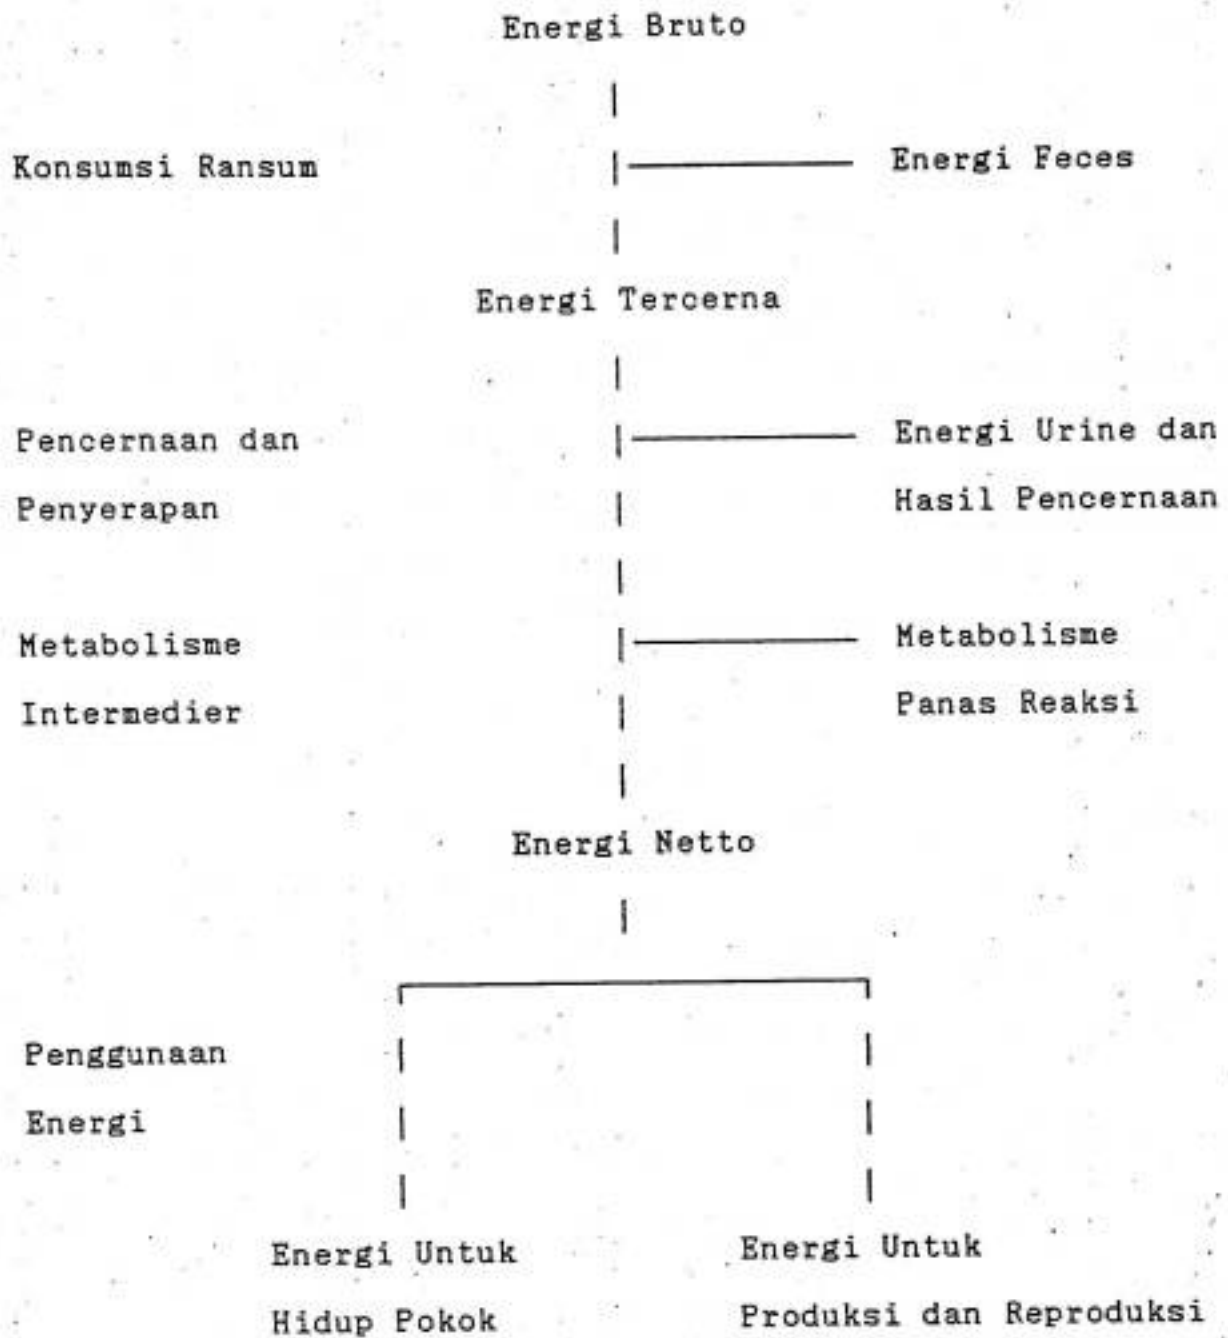 Energi Bruto
Konsumsi Ransum
Energi Feces
Energi Tercerna
Pencernaan dan
Energi Urine dan
Penyerapan
Hasil Pencernaan
Metabolisme
Metabolisme
Intermedier
Panas Reaksi
Energi Netto
Penggunaan
Energi
Energi Untuk
Energi Untuk
Hidup Pokok
Produksi dan Reproduksi